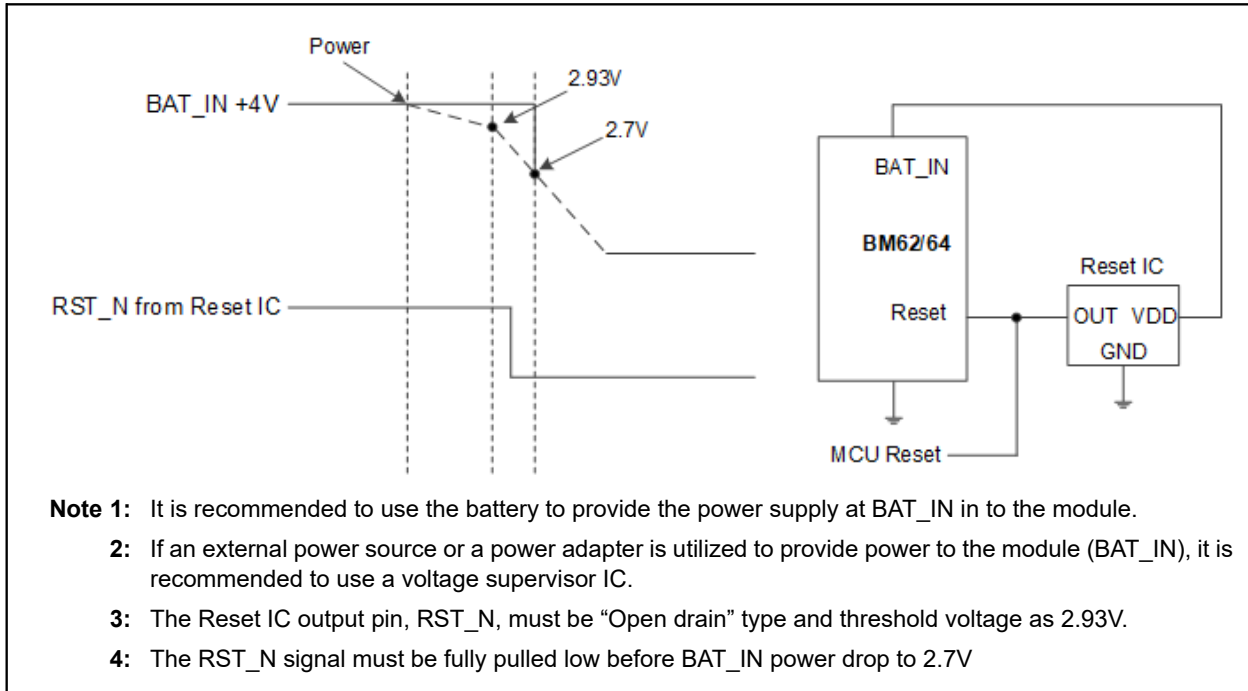 Power
2.93V
BAT_IN +4V
2.7V
BAT_IN
BM62/64
Reset IC
RST_N from Reset IC
Reset
OUT VDD
GND
MCU Reset
Note 1: It is recommended to use the battery to provide the power supply at BAT_IN in to the module.
2: If an external power source or a power adapter is utilized to provide power to the module (BAT_IN), it is
recommended to use a voltage supervisor IC.
3: The Reset IC output pin, RST_N, must be “Open drain” type and threshold voltage as 2.93V.
4: The RST_N signal must be fully pulled low before BAT_IN power drop to 2.7V